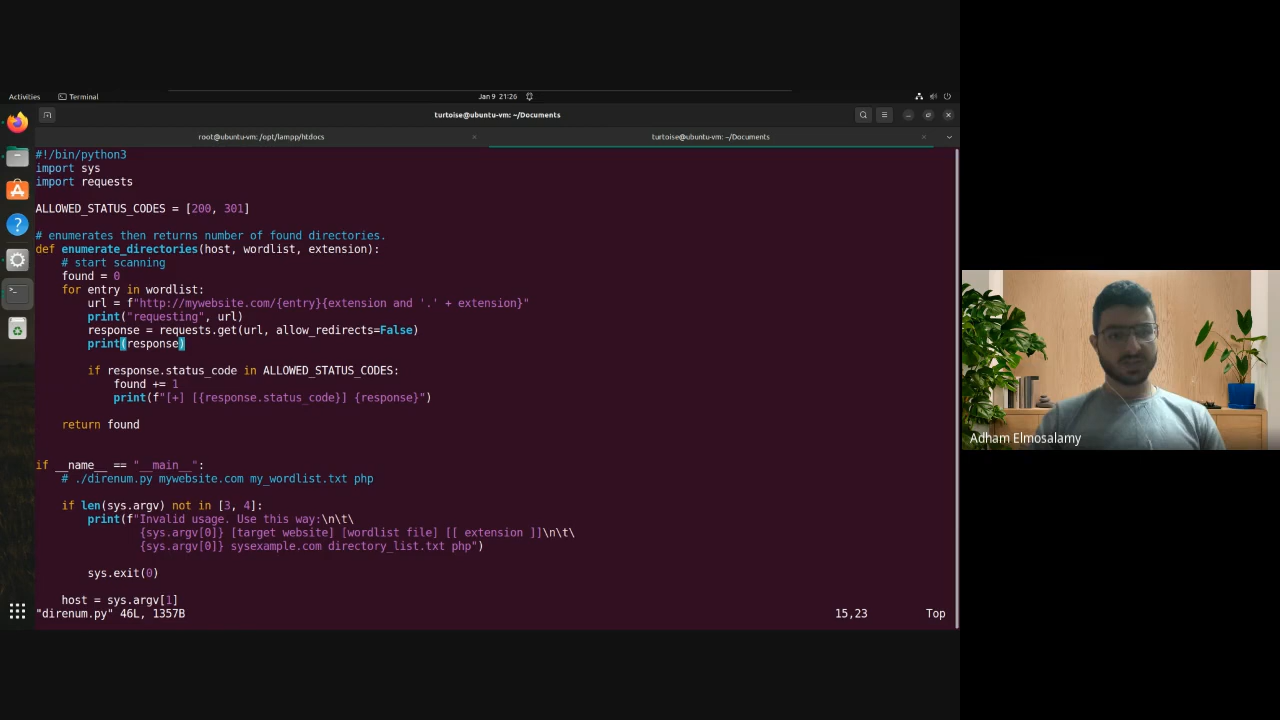 Activities
Terminal
Jan 9 21:26
turtoise@ubuntu-vm: ~/Documents
root@ubuntu-vm: /opt/lampp/htdocs
turtoise@ubuntu-vm: ~/Documents
#!/bin/python3
import sys
import requests
ALLOWED_STATUS_CODES = [200, 301]
# enumerates then returns number of found directories.
def enumerate_directories(host, wordlist, extension):
# start scanning
found = 0
for entry in wordlist:
url = f"http://mywebsite.com/{entry}{extension and '.' + extension}"
print("requesting", url)
response = requests.get(url, allow_redirects=False)
print(response)
if response.status_code in ALLOWED_STATUS_CODES:
found += 1
print(f"[+] [{response.status_code}] {response}")
return found
if __name__ == "__main__":
# ./direnum.py mywebsite.com my_wordlist.txt php
if len(sys.argv) not in [3, 4]:
print(f"Invalid usage. Use this way:\n\t\
{sys.argv[0]} [target website] [wordlist file] [[ extension ]]\n\t\
{sys.argv[0]} sysexample.com directory_list.txt php")
sys.exit(0)
host = sys.argv[1]
"direnum.py" 46L, 1357B
15,23
Top
Adham Elmosalamy